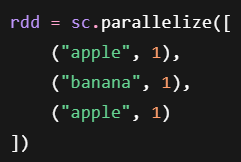 rdd = sc.parallelize([
    ("apple", 1),
    ("banana", 1),
    ("apple", 1)
])